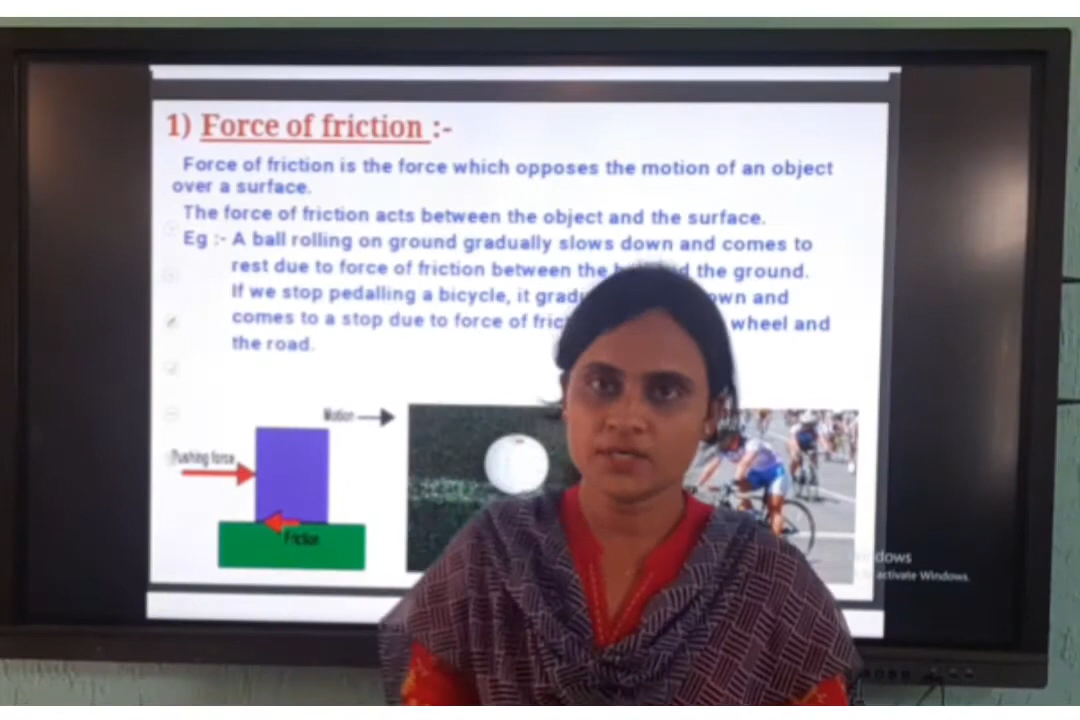 1) Force of friction :-
Force of friction is the force which opposes the motion of an object
over a surface.
The force of friction acts between the object and the surface.
Eg :- A ball rolling on ground gradually slows down and comes to
rest due to force of friction between the the ground.
If we stop pedalling a bicycle, it and
comes to a stop due to force of wheel and
the road.
Motion
Pushing force
Friction
activate Windows.